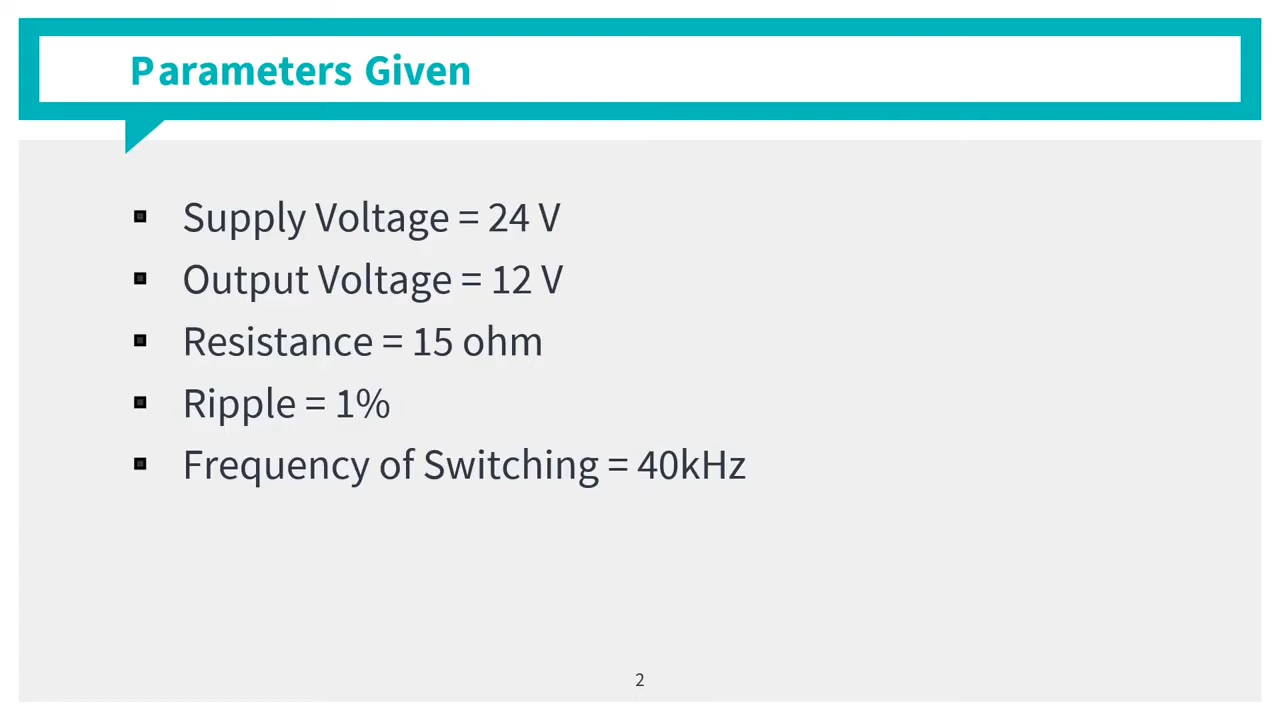 Parameters Given
▪ Supply Voltage = 24 V
▪ Output Voltage = 12 V
▪ Resistance = 15 ohm
▪ Ripple = 1%
▪ Frequency of Switching = 40kHz
2